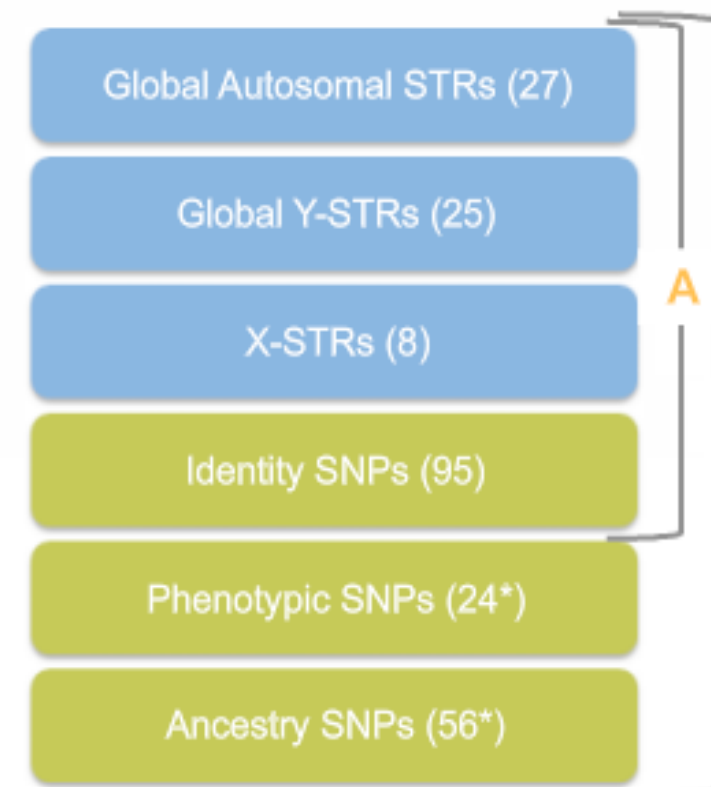 Global Autosomal STRs (27)
Global Y-STRs (25)
A
X-STRs (8)
Identity SNPs (95)
Phenotypic SNPs (24*)
Ancestry SNPs (56*)